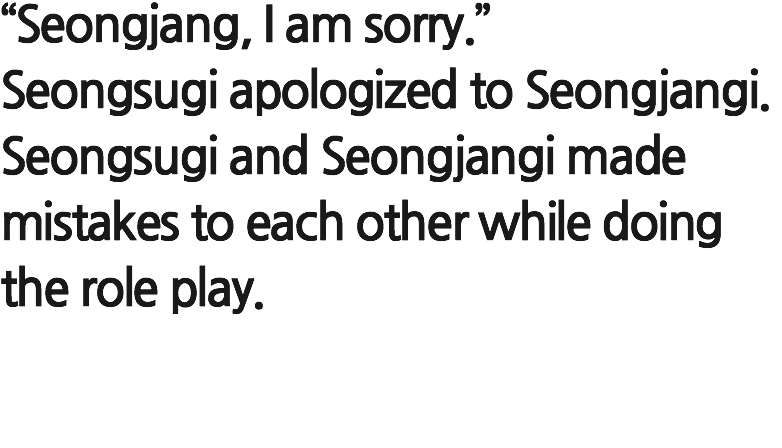 “Seongjang, I am sorry.”
Seongsugi apologized to Seongjangi.
Seongsugi and Seongjangi made
mistakes to each other while doing
the role play.